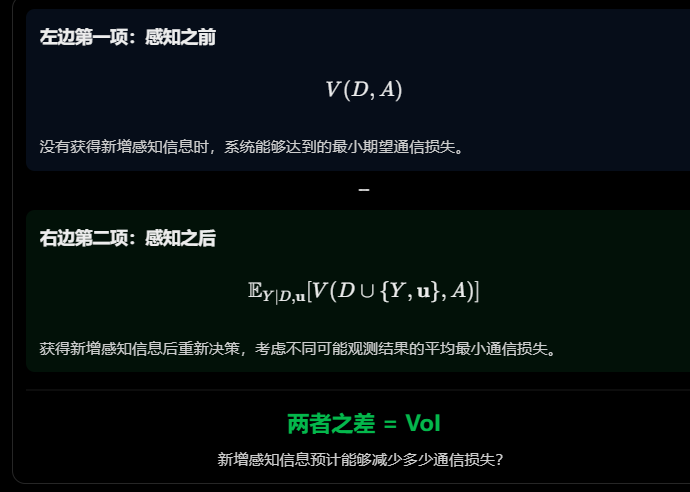 左边第一项：感知之前
V(D, A)
没有获得新增感知信息时，系统能够达到的最小期望通信损失。
−
右边第二项：感知之后
𝔼_{Y|D,𝐮}[V(D ∪ {Y, 𝐮}, A)]
获得新增感知信息后重新决策，考虑不同可能观测结果的平均最小通信损失。
两者之差 = VoI
新增感知信息预计能够减少多少通信损失？